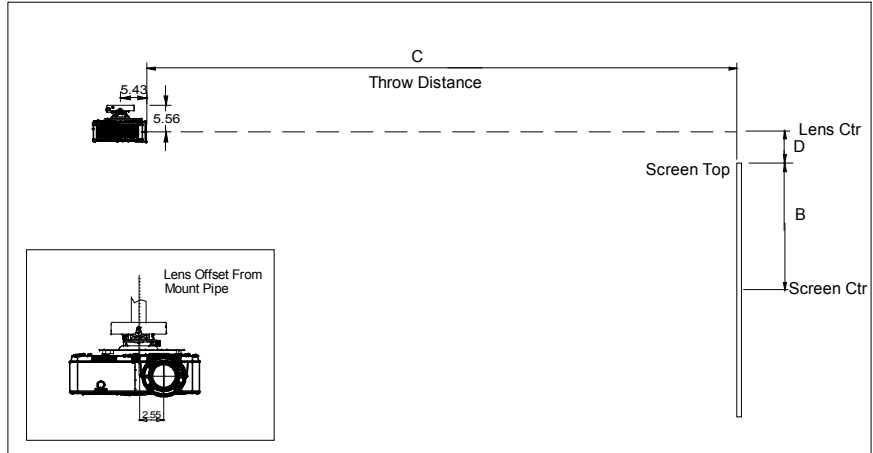 C
Throw Distance
5.43
5.56
Lens Ctr
D
Screen Top
B
Screen Ctr
Lens Offset From
Mount Pipe
2.55